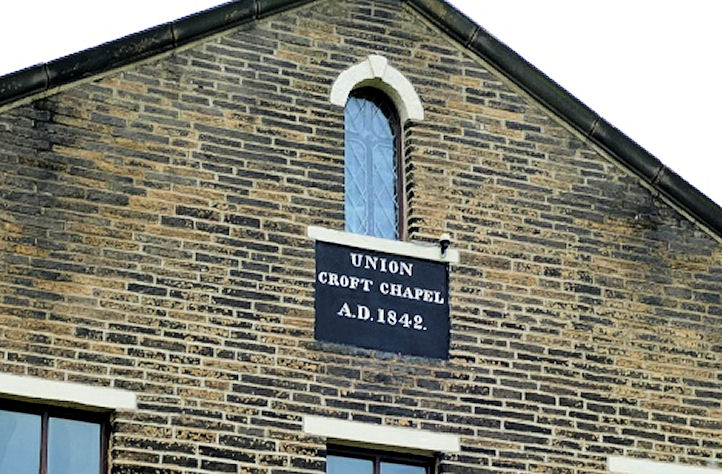 UNION
CROFT CHAPEL
A.D. 1842.